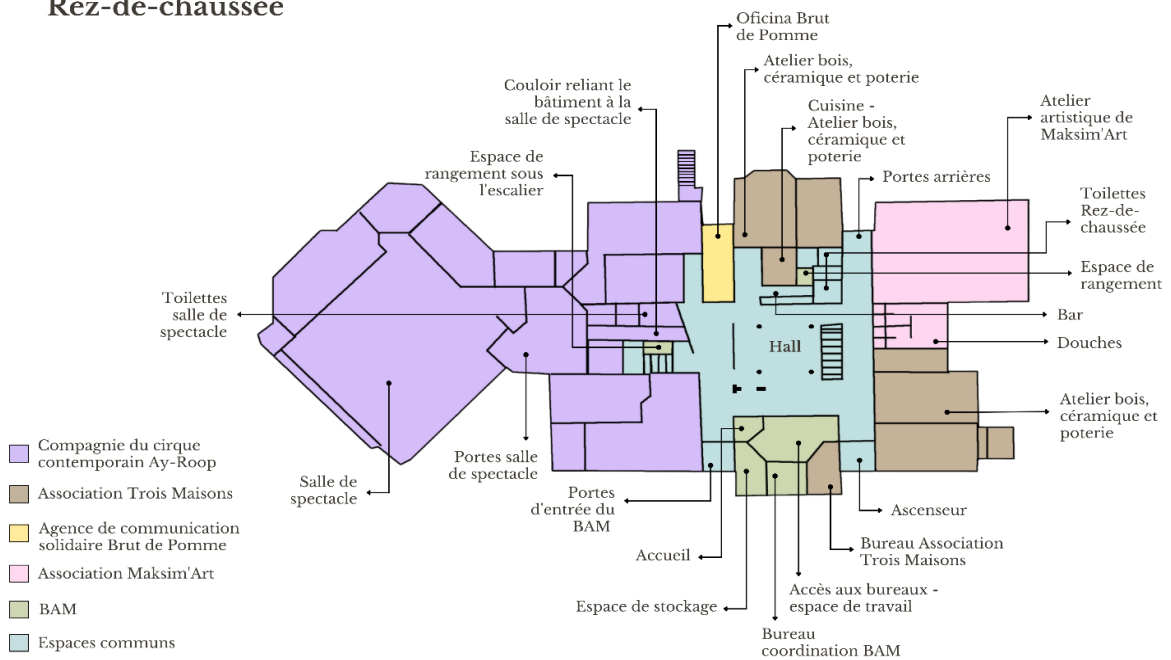 Rez-de-chaussée
Oficina Brut
de Pomme
Atelier bois,
céramique et poterie
Couloir reliant le
bâtiment à la
salle de spectacle
Cuisine -
Atelier bois,
céramique et
poterie
Atelier
artistique de
Maksim'Art
Espace de
rangement sous
l'escalier
Portes arrières
Toilettes
Rez-de-
chaussée
Espace de
rangement
Toilettes
salle de
spectacle
Bar
Hall
Douches
Atelier bois,
céramique et
poterie
Compagnie du cirque
contemporain Ay-Roop
Association Trois Maisons
Agence de communication
solidaire Brut de Pomme
Association Maksim'Art
BAM
Espaces communs
Salle de
spectacle
Portes salle
de spectacle
Portes
d'entrée du
BAM
Accueil
Espace de stockage
Bureau
coordination BAM
Accès aux bureaux -
espace de travail
Bureau Association
Trois Maisons
Ascenseur